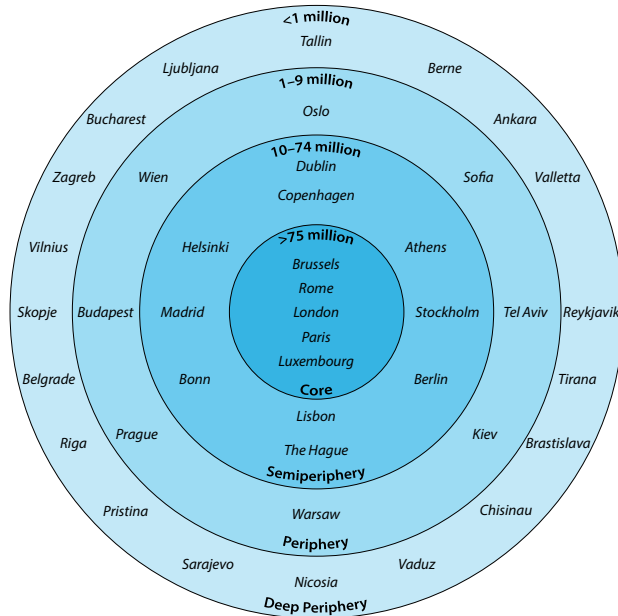 <1 million
Tallin
Ljubljana
Berne
1–9 million
Bucharest
Oslo
Ankara
10–74 million
Zagreb
Wien
Dublin
Sofia
Valletta
Copenhagen
Vilnius
Helsinki
>75 million
Athens
Brussels
Rome
Skopje
Budapest
Madrid
London
Stockholm
Tel Aviv
Reykjavik
Paris
Luxembourg
Belgrade
Bonn
Berlin
Tirana
Core
Lisbon
Riga
Prague
The Hague
Kiev
Brastislava
Semiperiphery
Pristina
Warsaw
Chisinau
Periphery
Sarajevo
Vaduz
Nicosia
Deep Periphery